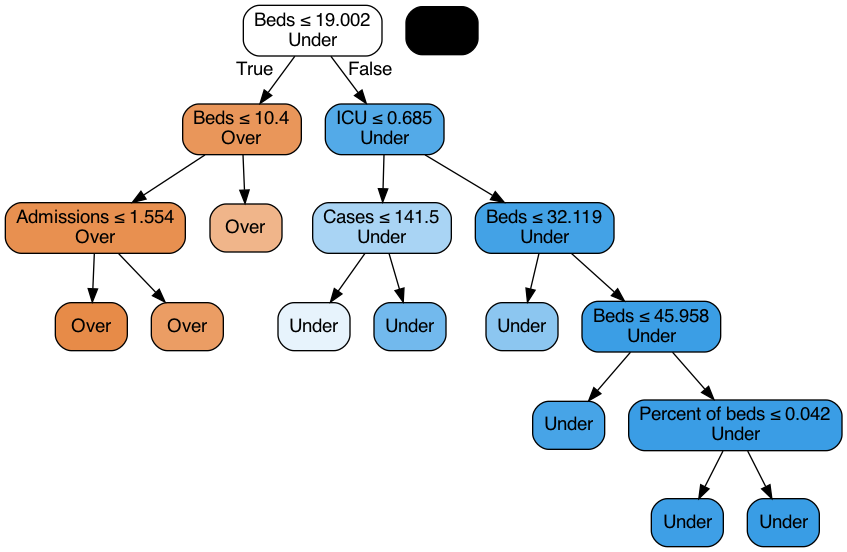 Beds ≤ 19.002
Under
True
False
Beds ≤ 10.4
Over
ICU ≤ 0.685
Under
Admissions ≤ 1.554
Over
Over
Cases ≤ 141.5
Under
Beds ≤ 32.119
Under
Over
Over
Under
Under
Under
Beds ≤ 45.958
Under
Under
Percent of beds ≤ 0.042
Under
Under
Under